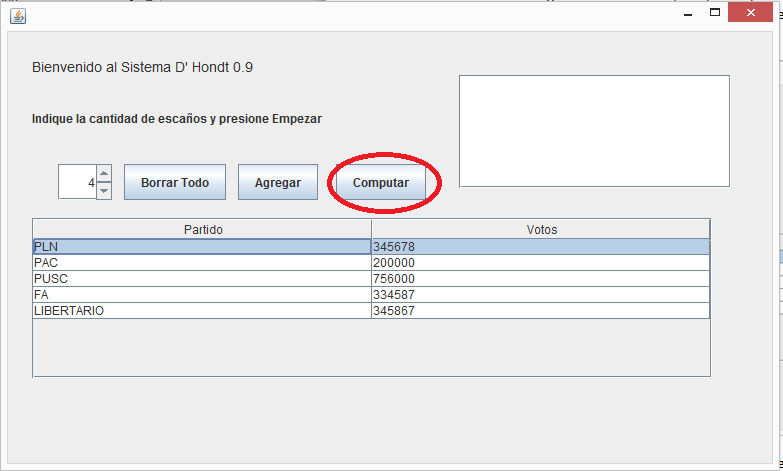 Bienvenido al Sistema D' Hondt 0.9
Indique la cantidad de escaños y presione Empezar
4 Borrar Todo Agregar Computar
Partido Votos
PLN 345678
PAC 200000
PUSC 756000
FA 334587
LIBERTARIO 345867